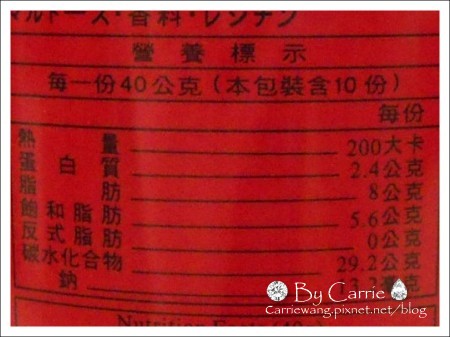 マルトース・香料・レシチン
營養標示
每一份40公克（本包裝含10份）
每份
熱量 200大卡
蛋白質 2.4公克
脂肪 8公克
飽和脂肪 5.6公克
反式脂肪 0公克
碳水化合物 29.2公克
鈉
By Carrie
Carriewang.pixnet.net/blog
Nutrition Facts